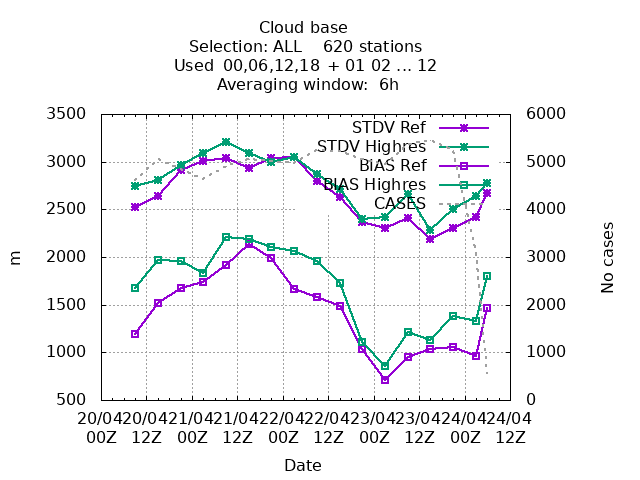 Cloud base
Selection: ALL    620 stations
Used  00,06,12,18 + 01 02 ... 12
Averaging window:  6h
3500
3000
2500
2000
1500
1000
500
m
6000
5000
4000
3000
2000
1000
0
No cases
STDV Ref
STDV Highres
BIAS Ref
BIAS Highres
CASES
20/04 20/04 21/04 21/04 22/04 22/04 23/04 23/04 24/04 24/04
00Z 12Z 00Z 12Z 00Z 12Z 00Z 12Z 00Z 12Z
Date